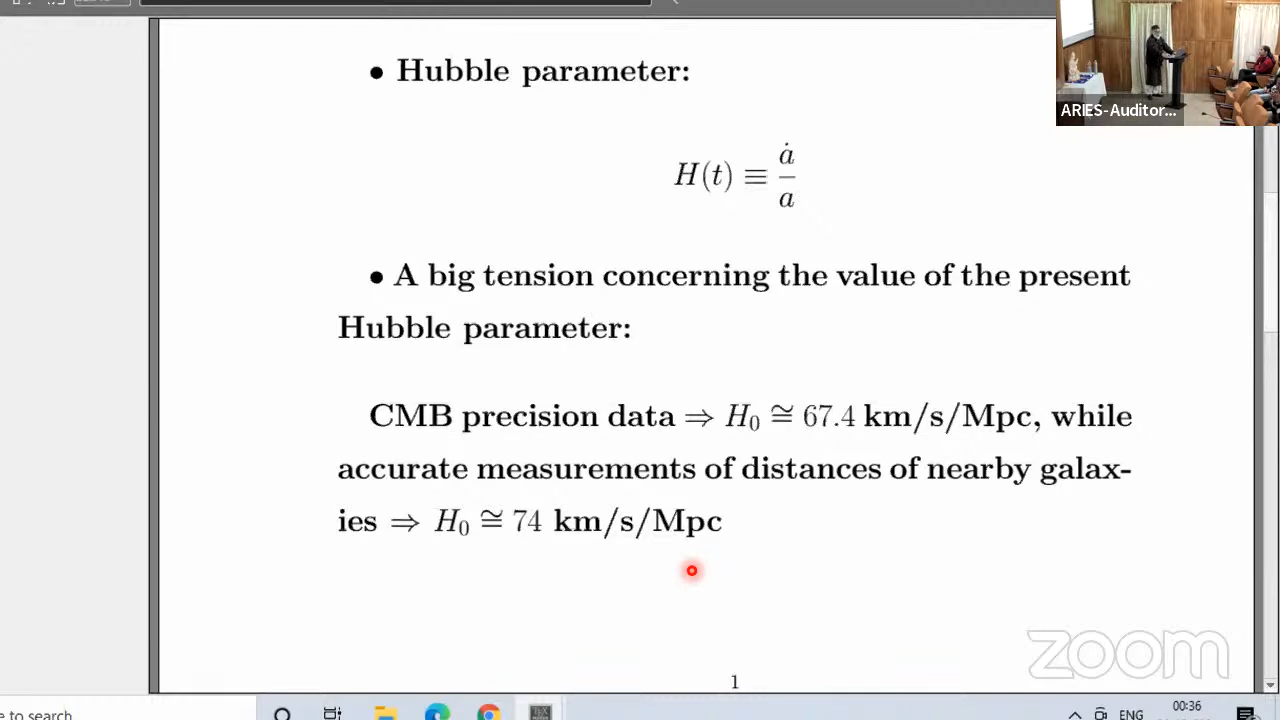 • Hubble parameter:
ARIES-Auditor...
H(t) ≡ ȧ/a
• A big tension concerning the value of the present
Hubble parameter:
CMB precision data ⇒ H₀ ≅ 67.4 km/s/Mpc, while
accurate measurements of distances of nearby galax-
ies ⇒ H₀ ≅ 74 km/s/Mpc
zoom
1
e to search
ENG
00:36